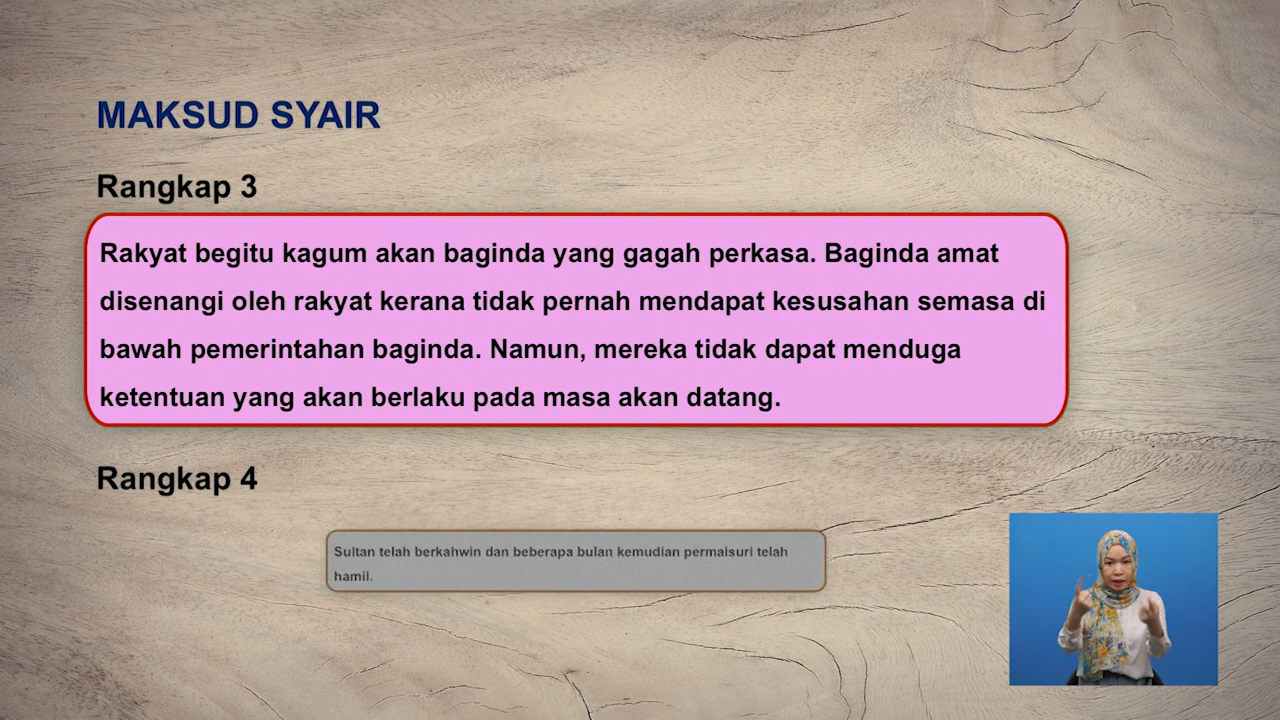 MAKSUD SYAIR
Rangkap 3
Rakyat begitu kagum akan baginda yang gagah perkasa. Baginda amat
disenangi oleh rakyat kerana tidak pernah mendapat kesusahan semasa di
bawah pemerintahan baginda. Namun, mereka tidak dapat menduga
ketentuan yang akan berlaku pada masa akan datang.
Rangkap 4
Sultan telah berkahwin dan beberapa bulan kemudian permaisuri telah
hamil.